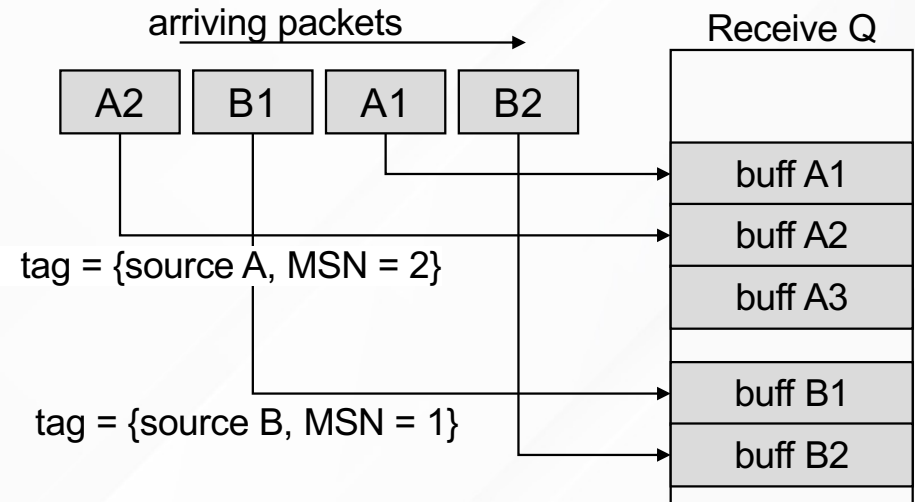 arriving packets
Receive Q
A2
B1
A1
B2
buff A1
buff A2
tag = {source A, MSN = 2}
buff A3
buff B1
tag = {source B, MSN = 1}
buff B2